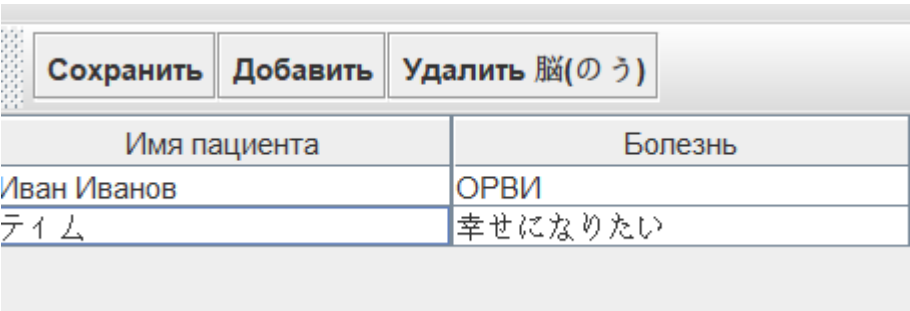 Сохранить Добавить Удалить 脳(のう)
Имя пациента Болезнь
Иван Иванов ОРВИ
ティム 幸せになりたい